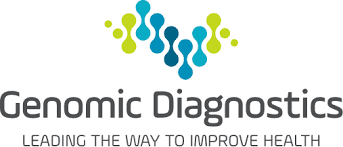 Genomic Diagnostics
LEADING THE WAY TO IMPROVE HEALTH